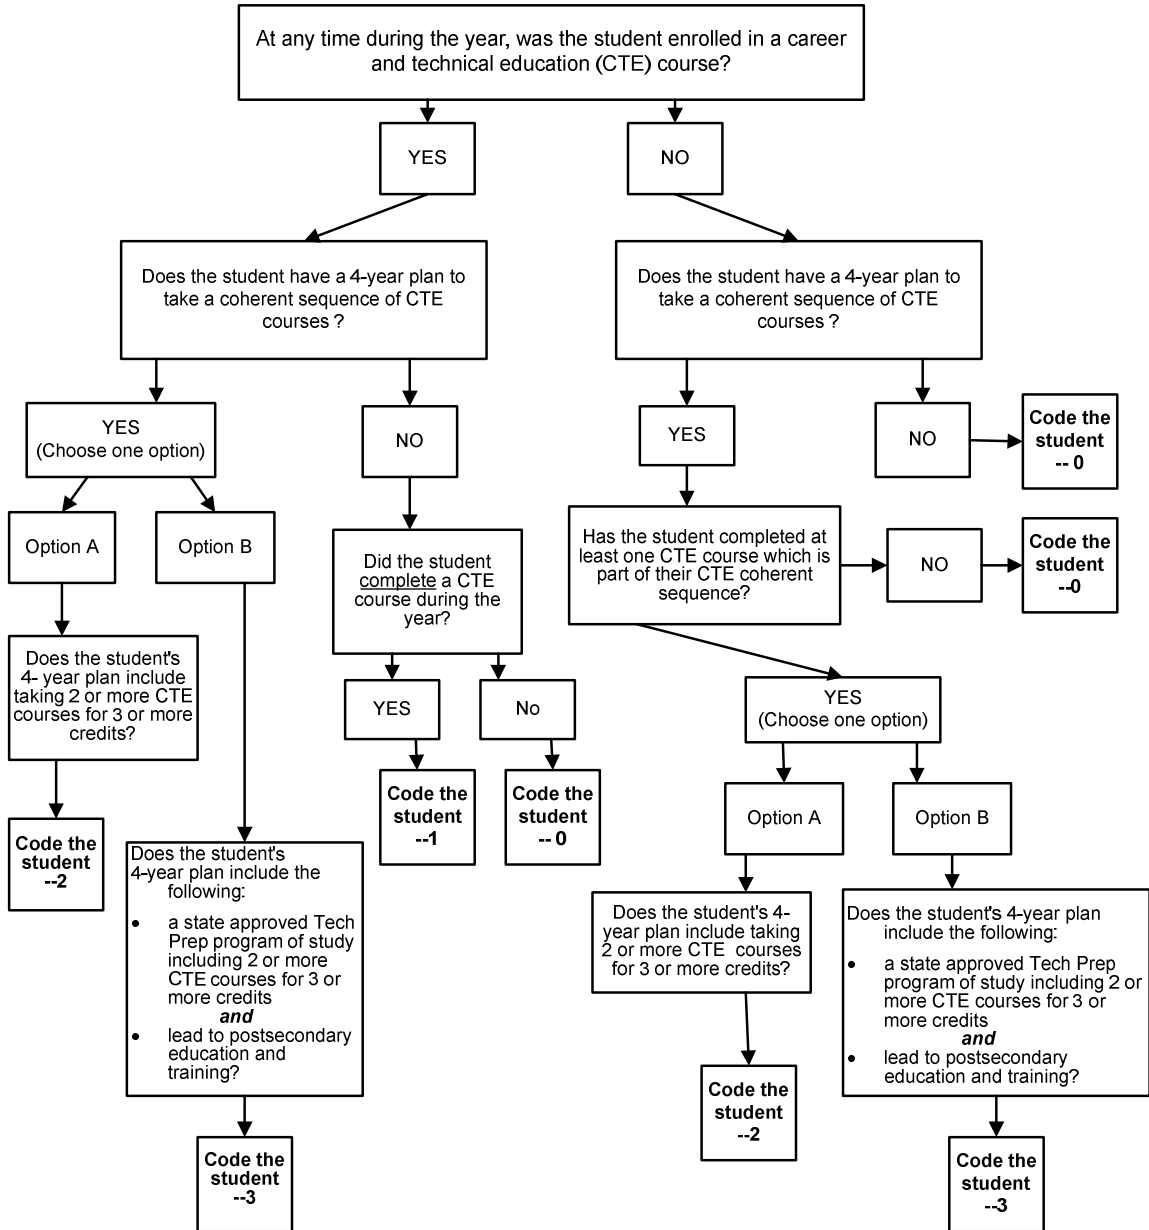 At any time during the year, was the student enrolled in a career
and technical education (CTE) course?
YES
NO
Does the student have a 4-year plan to
take a coherent sequence of CTE
courses ?
Does the student have a 4-year plan to
take a coherent sequence of CTE
courses ?
YES
(Choose one option)
NO
YES
NO
Code the
student
-- 0
Option A
Option B
Did the student
complete a CTE
course during the
year?
Has the student completed at
least one CTE course which is
part of their CTE coherent
sequence?
NO
Code the
student
--0
Does the student's
4- year plan include
taking 2 or more CTE
courses for 3 or more
credits?
YES
No
YES
(Choose one option)
Code the
student
--2
Code the
student
--1
Code the
student
-- 0
Option A
Option B
Does the student's
4-year plan include the
following:
• a state approved Tech
Prep program of study
including 2 or more
CTE courses for 3 or
more credits
and
• lead to postsecondary
education and
training?
Does the student's 4-
year plan include taking
2 or more CTE courses
for 3 or more credits?
Does the student's 4-year plan
include the following:
• a state approved Tech Prep
program of study including 2 or
more CTE courses for 3 or
more credits
and
• lead to postsecondary
education and training?
Code the
student
--3
Code the
student
--2
Code the
student
--3